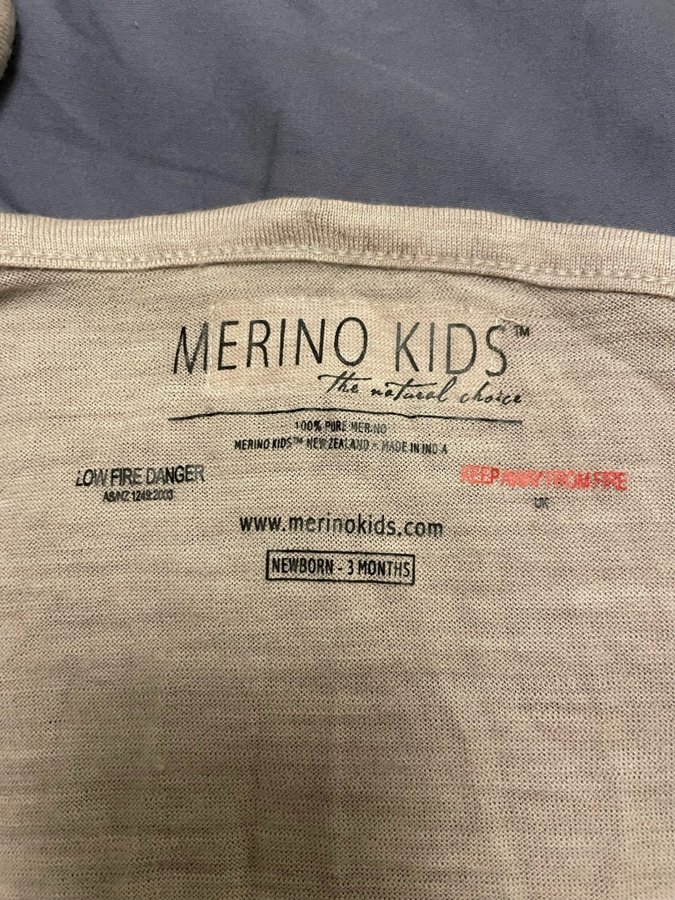 MERINO KIDS™
the natural choice
100% PURE MERINO
MERINO KIDS™ NEW ZEALAND - MADE IN INDIA
LOW FIRE DANGER
AS/NZ 1249:2003
KEEP AWAY FROM FIRE
UK
www.merinokids.com
NEWBORN - 3 MONTHS